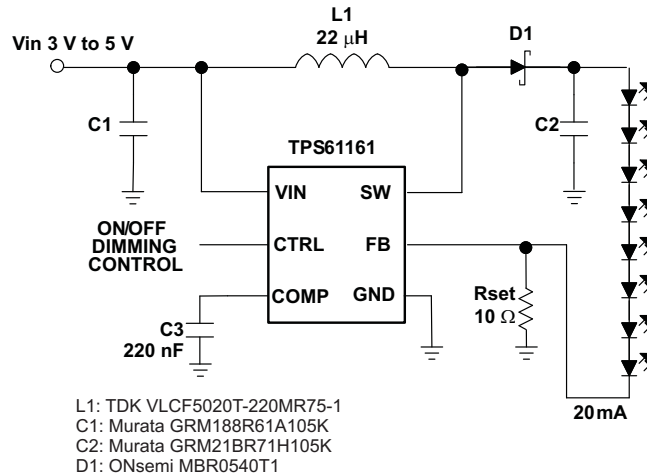 L1
22 μH
Vin 3 V to 5 V
D1
C1
C2
TPS61161
VIN
SW
ON/OFF
DIMMING
CONTROL
CTRL
FB
COMP
GND
Rset
10 Ω
C3
220 nF
20mA
L1: TDK VLCF5020T-220MR75-1
C1: Murata GRM188R61A105K
C2: Murata GRM21BR71H105K
D1: ONsemi MBR0540T1